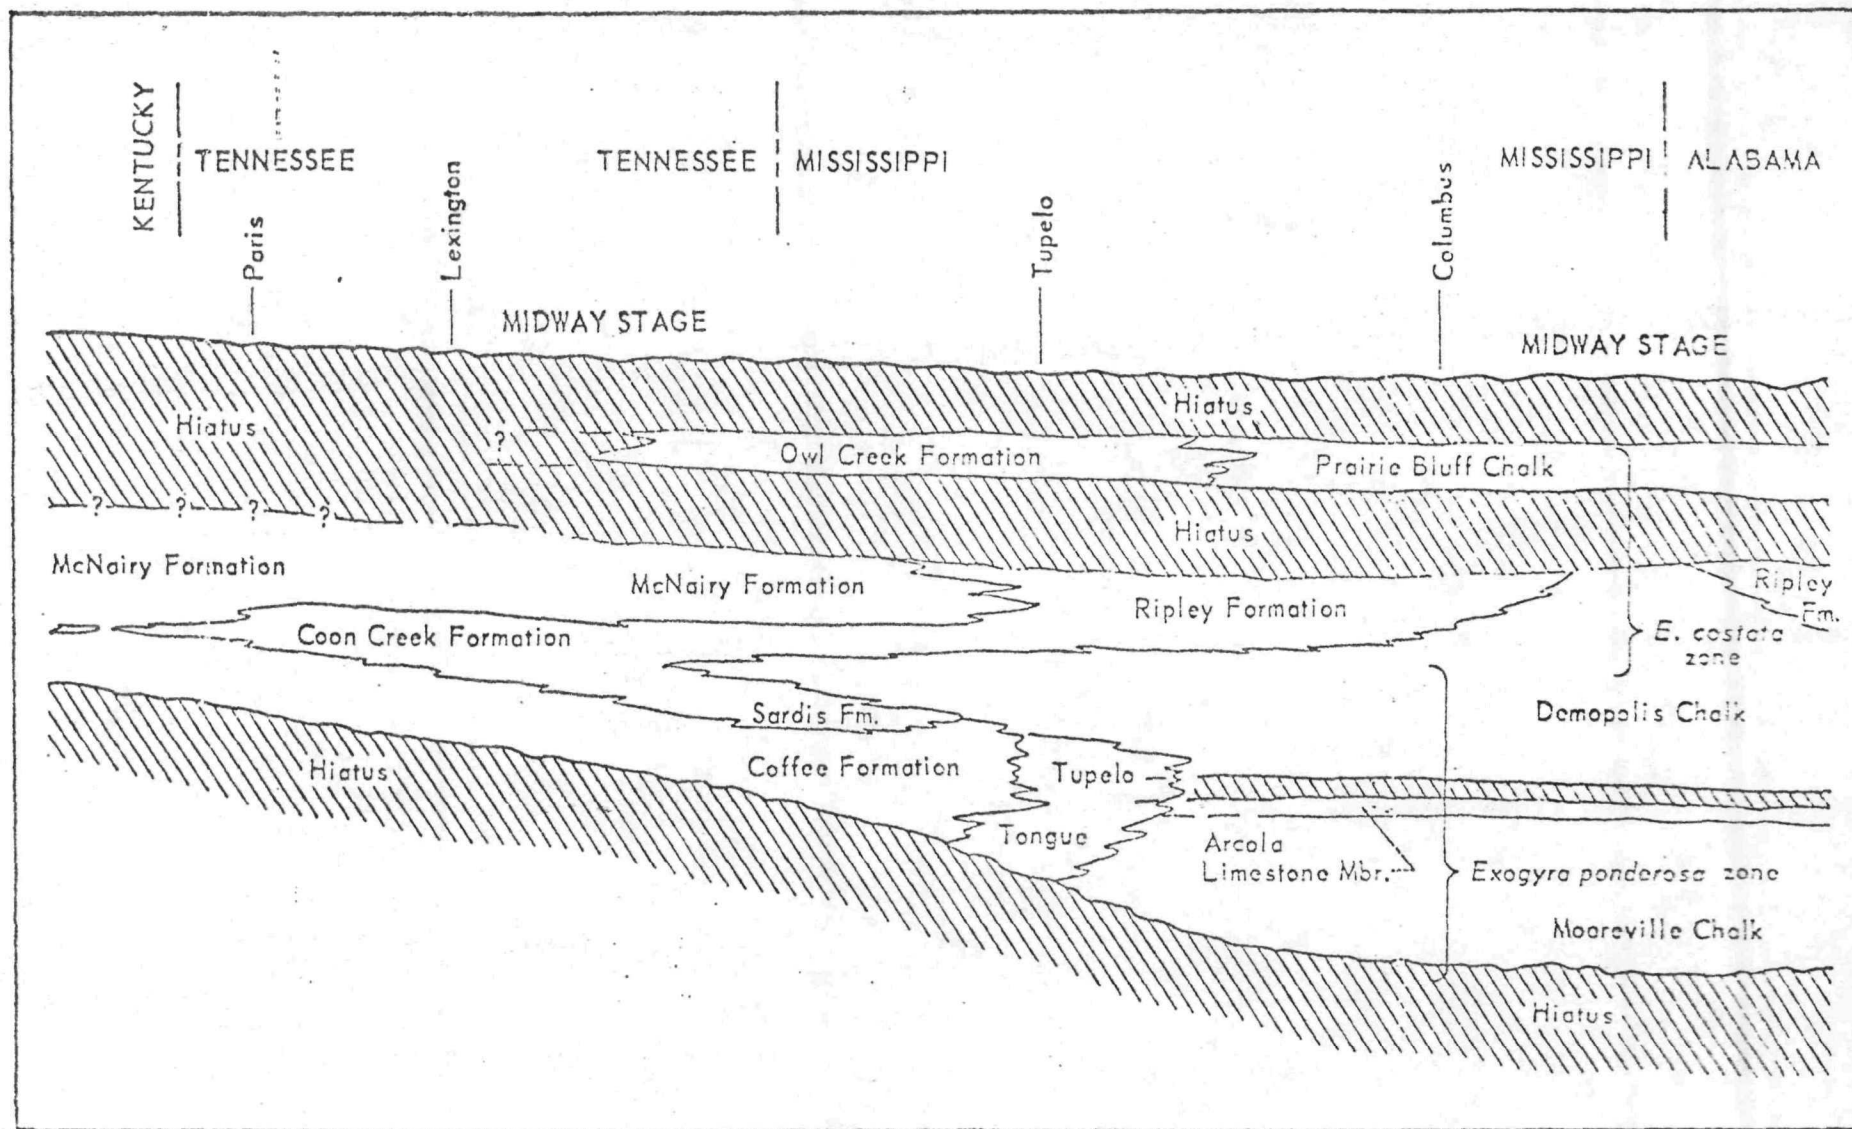 KENTUCKY
TENNESSEE
TENNESSEE
MISSISSIPPI
MISSISSIPPI
ALABAMA
Paris
Lexington
Tupelo
Columbus
MIDWAY STAGE
MIDWAY STAGE
Hiatus
Hiatus
?
Owl Creek Formation
Prairie Bluff Chalk
? ? ? ?
Hiatus
McNairy Formation
McNairy Formation
Ripley Formation
Ripley
Fm.
Coon Creek Formation
E. costata
zone
Sardis Fm.
Demopolis Chalk
Hiatus
Coffee Formation
Tupelo
Tongue
Arcola
Limestone Mbr.
Exogyra ponderosa zone
Mooreville Chalk
Hiatus